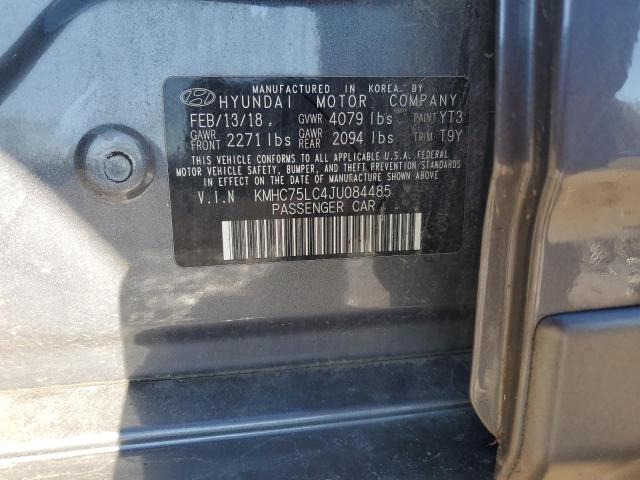 MANUFACTURED IN KOREA. BY
HYUNDAI MOTOR COMPANY
FEB/13/18 GVWR 4079 lbs PAINT YT3
GAWR FRONT 2271 lbs GAWR REAR 2094 lbs TRIM T9Y
THIS VEHICLE CONFORMS TO ALL APPLICABLE U.S.A. FEDERAL
MOTOR VEHICLE SAFETY, BUMPER, AND THEFT PREVENTION
STANDARDS IN EFFECT ON THE DATE OF MANUFACTURE SHOWN ABOVE.
V.I.N KMHC75LC4JU084485
PASSENGER CAR